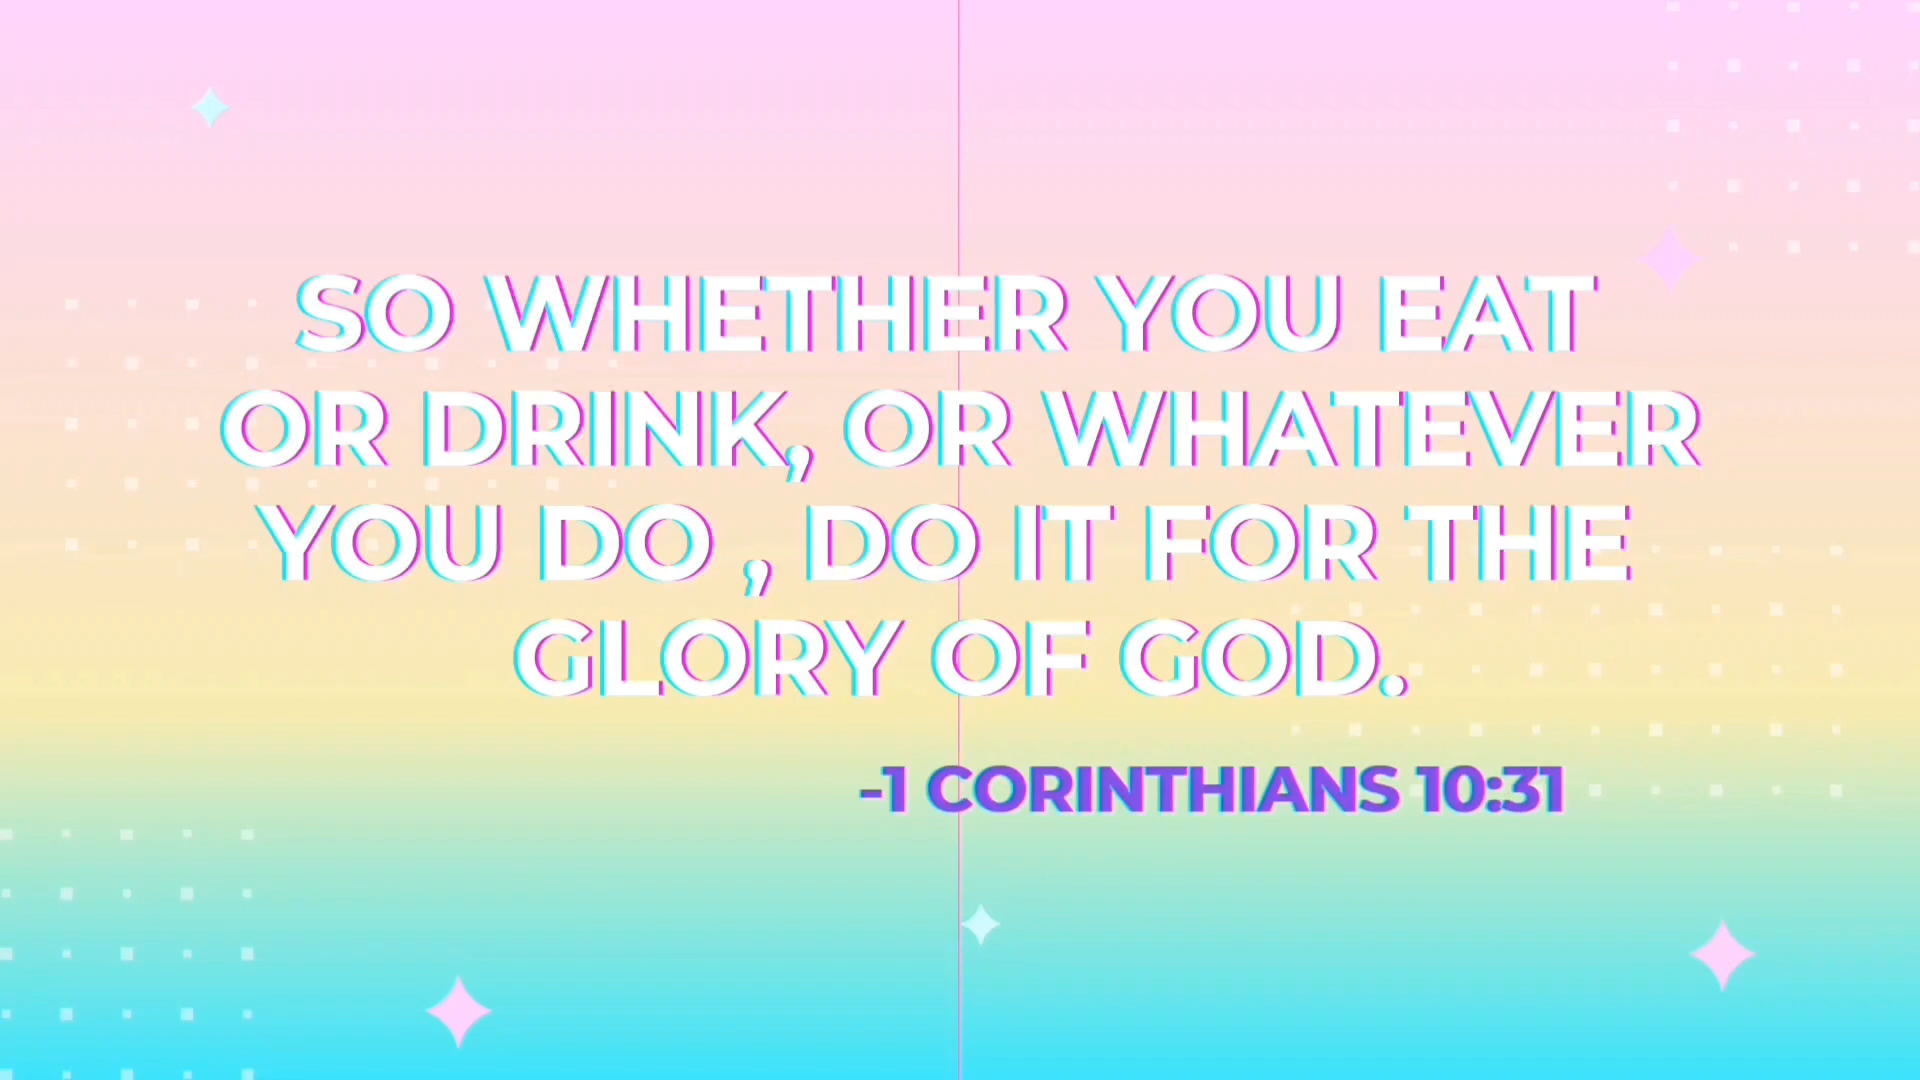 SO WHETHER YOU EAT
OR DRINK, OR WHATEVER
YOU DO , DO IT FOR THE
GLORY OF GOD.
-1 CORINTHIANS 10:31